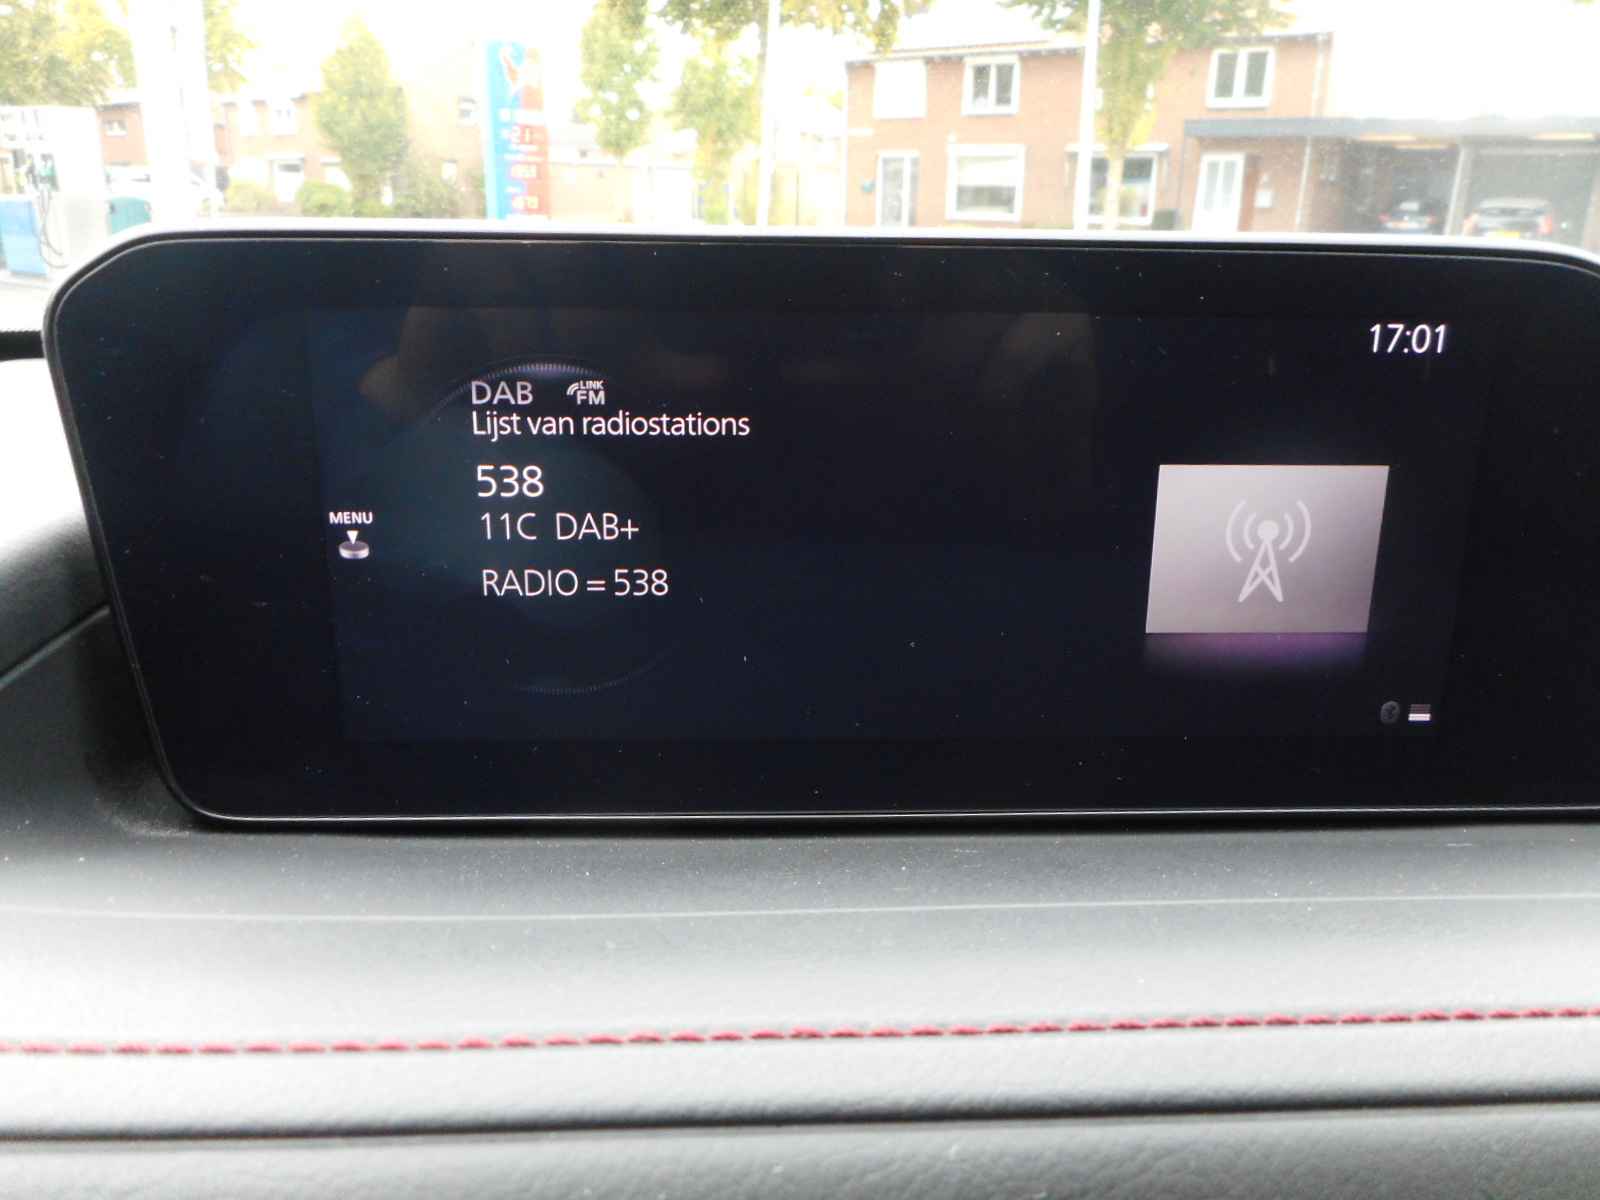 17:01
DAB LINK FM
Lijst van radiostations
538
MENU
11C DAB+
RADIO = 538